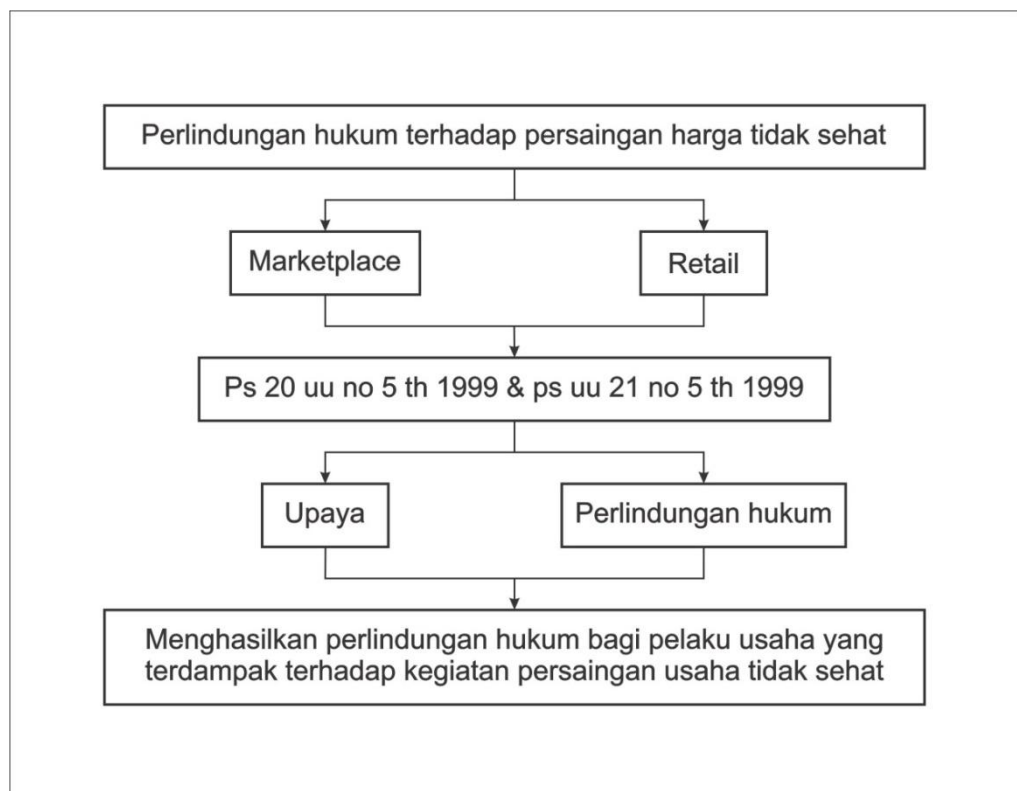 Perlindungan hukum terhadap persaingan harga tidak sehat
Marketplace
Retail
Ps 20 uu no 5 th 1999 & ps uu 21 no 5 th 1999
Upaya
Perlindungan hukum
Menghasilkan perlindungan hukum bagi pelaku usaha yang
terdampak terhadap kegiatan persaingan usaha tidak sehat